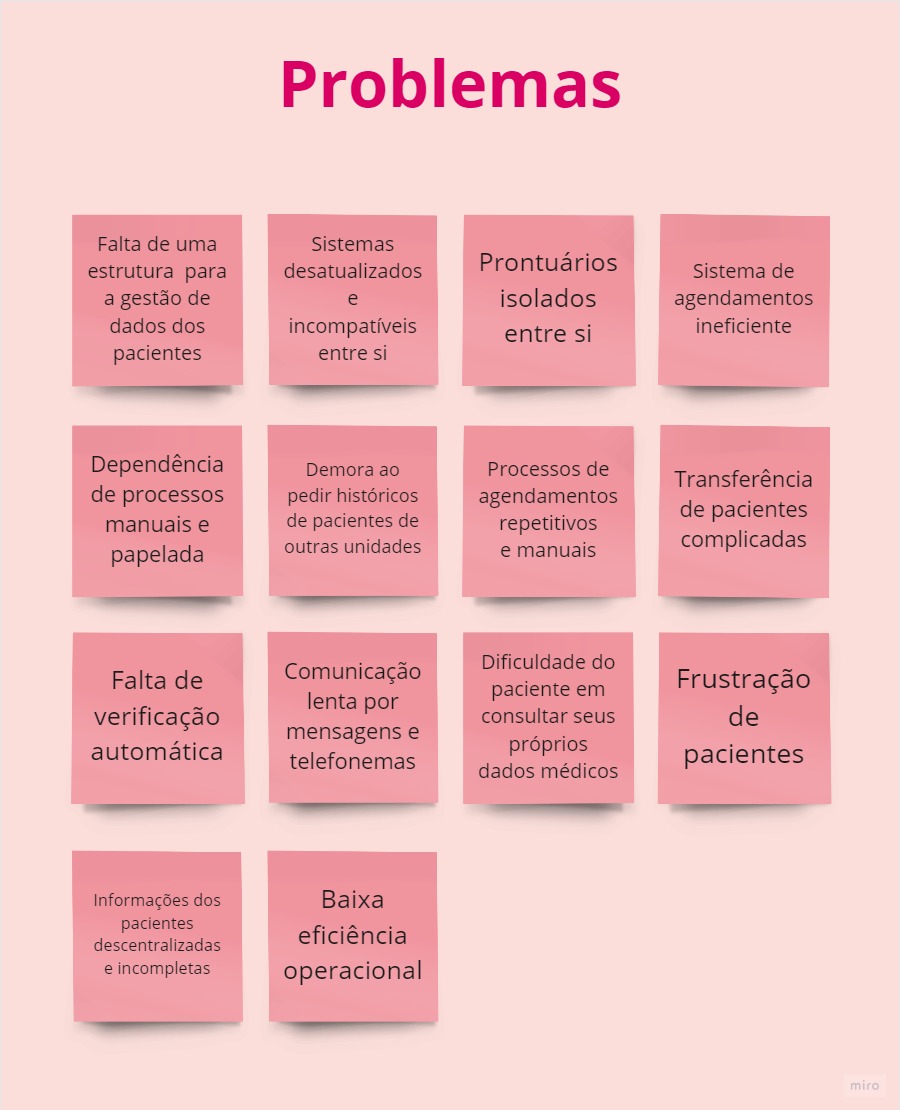 Problemas
Falta de uma
estrutura  para
a gestão de
dados dos
pacientes
Sistemas
desatualizados
e
incompatíveis
entre si
Prontuários
isolados
entre si
Sistema de
agendamentos
ineficiente
Dependência
de processos
manuais e
papelada
Demora ao
pedir históricos
de pacientes de
outras unidades
Processos de
agendamentos
repetitivos
e manuais
Transferência
de pacientes
complicadas
Falta de
verificação
automática
Comunicação
lenta por
mensagens e
telefonemas
Dificuldade do
paciente em
consultar seus
próprios
dados médicos
Frustração
de
pacientes
Informações dos
pacientes
descentralizadas
e incompletas
Baixa
eficiência
operacional
miro